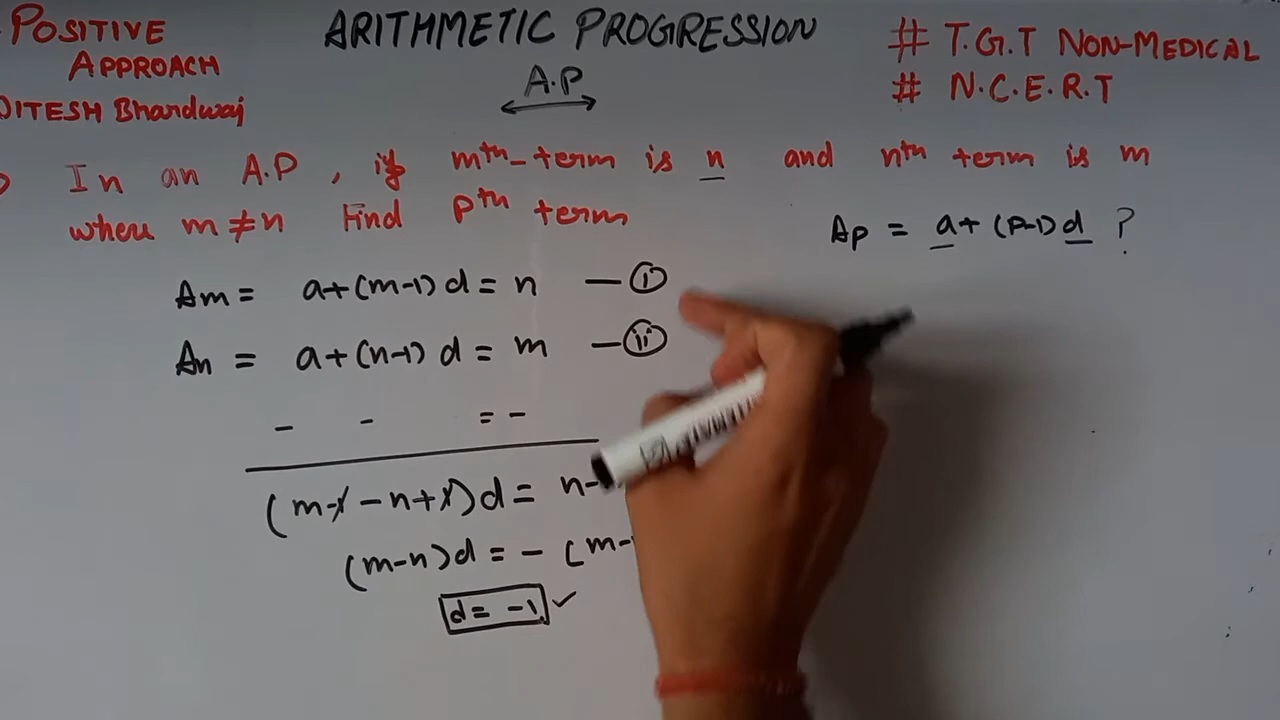 POSITIVE
APPROACH
JITESH Bhardwaj
ARITHMETIC PROGRESSION
A.P
# T.G.T NON-MEDICAL
# N.C.E.R.T
In an A.P , if mth-term is n and nth term is m
where m≠n Find pth term
Ap = a+(p-1)d ?
Am = a+(m-1)d = n — (i)
An = a+(n-1)d = m — (ii)
- - = -
(m-1-n+1)d = n-
(m-n)d = -(m-
d = -1 ✓